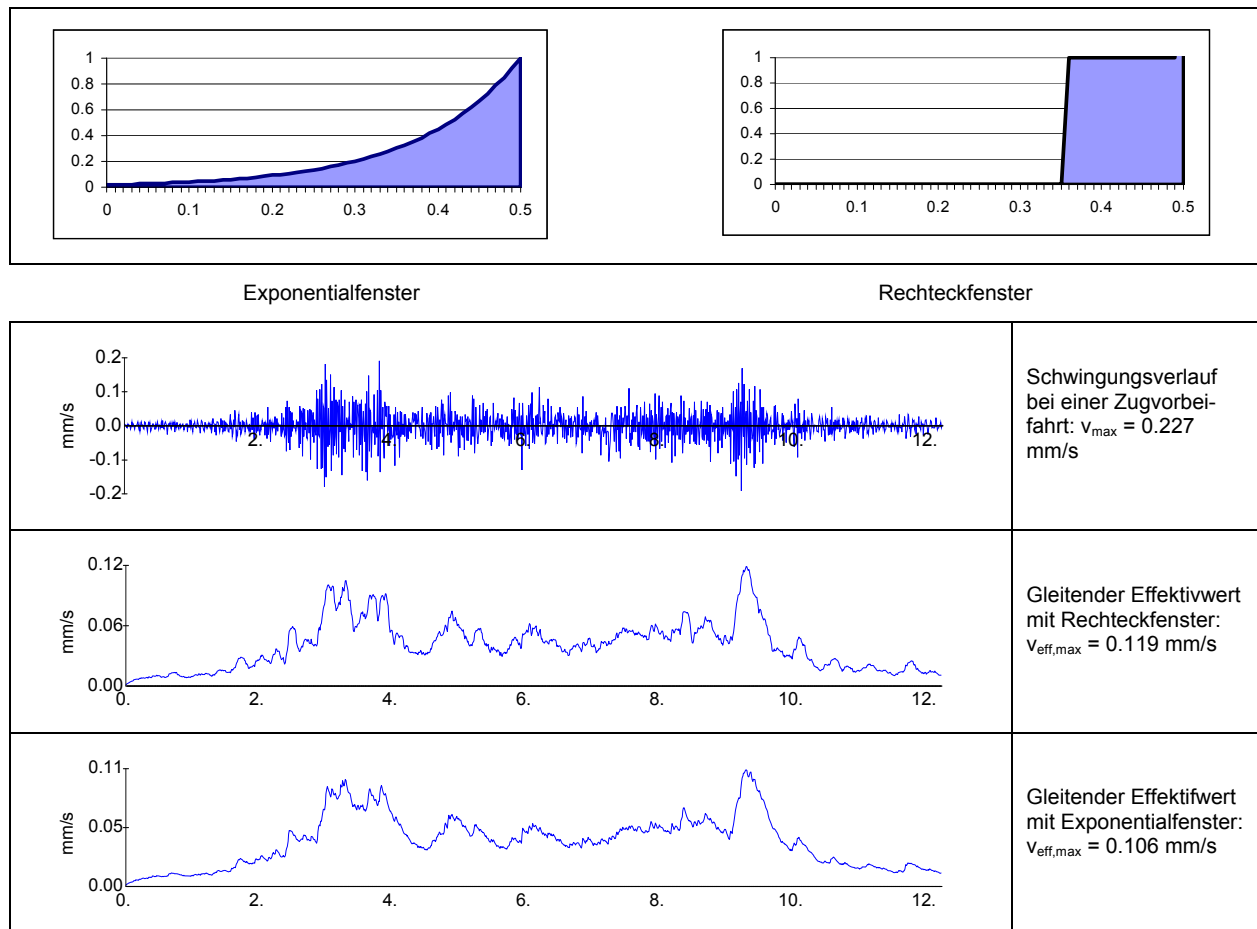 1
0.8
0.6
0.4
0.2
0
0 0.1 0.2 0.3 0.4 0.5
1
0.8
0.6
0.4
0.2
0
0 0.1 0.2 0.3 0.4 0.5
Exponentialfenster
Rechteckfenster
mm/s
0.2
0.1
0.0
-0.1
-0.2
2. 4. 6. 8. 10. 12.
Schwingungsverlauf
bei einer Zugvorbei-
fahrt: vmax = 0.227
mm/s
mm/s
0.12
0.06
0.00
0. 2. 4. 6. 8. 10. 12.
Gleitender Effektivwert
mit Rechteckfenster:
veff,max = 0.119 mm/s
mm/s
0.11
0.05
0.00
0. 2. 4. 6. 8. 10. 12.
Gleitender Effektifwert
mit Exponentialfenster:
veff,max = 0.106 mm/s